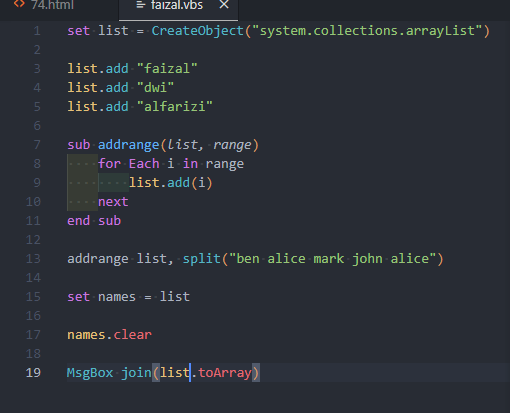 <> 74.html
faizal.vbs
1 set list = CreateObject("system.collections.arrayList")
2
3 list.add "faizal"
4 list.add "dwi"
5 list.add "alfarizi"
6
7 sub addrange(list, range)
8 for Each i in range
9 list.add(i)
10 next
11 end sub
12
13 addrange list, split("ben alice mark john alice")
14
15 set names = list
16
17 names.clear
18
19 MsgBox join(list.toArray)